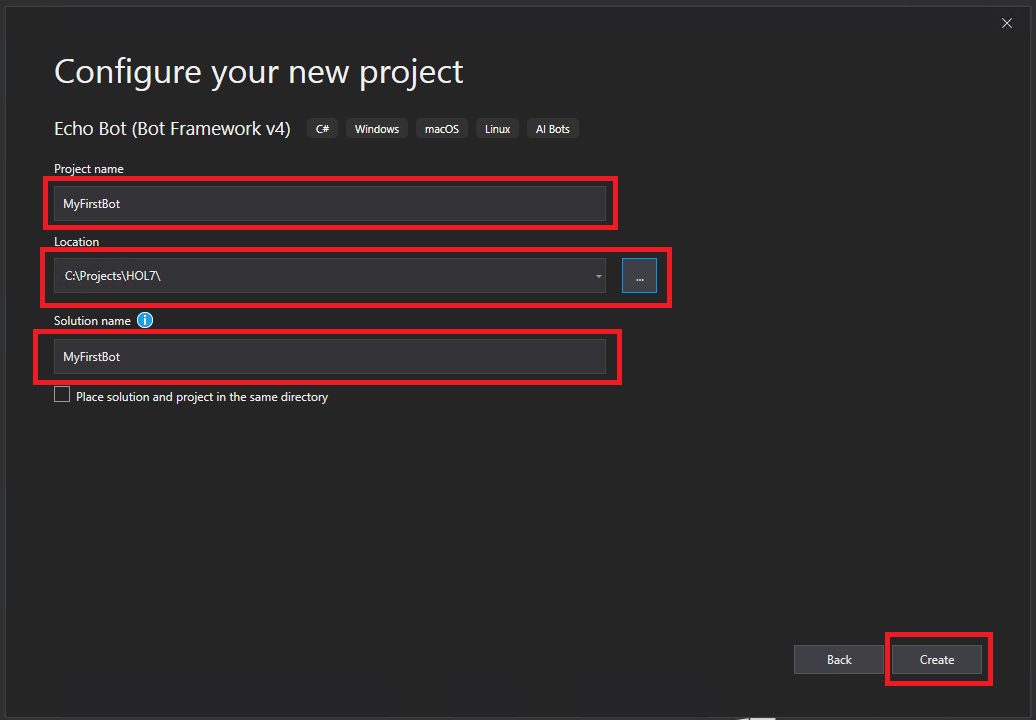 Configure your new project
Echo Bot (Bot Framework v4) C# Windows macOS Linux AI Bots
Project name
MyFirstBot
Location
C:\Projects\HOL7\ ...
Solution name i
MyFirstBot
Place solution and project in the same directory
Back Create